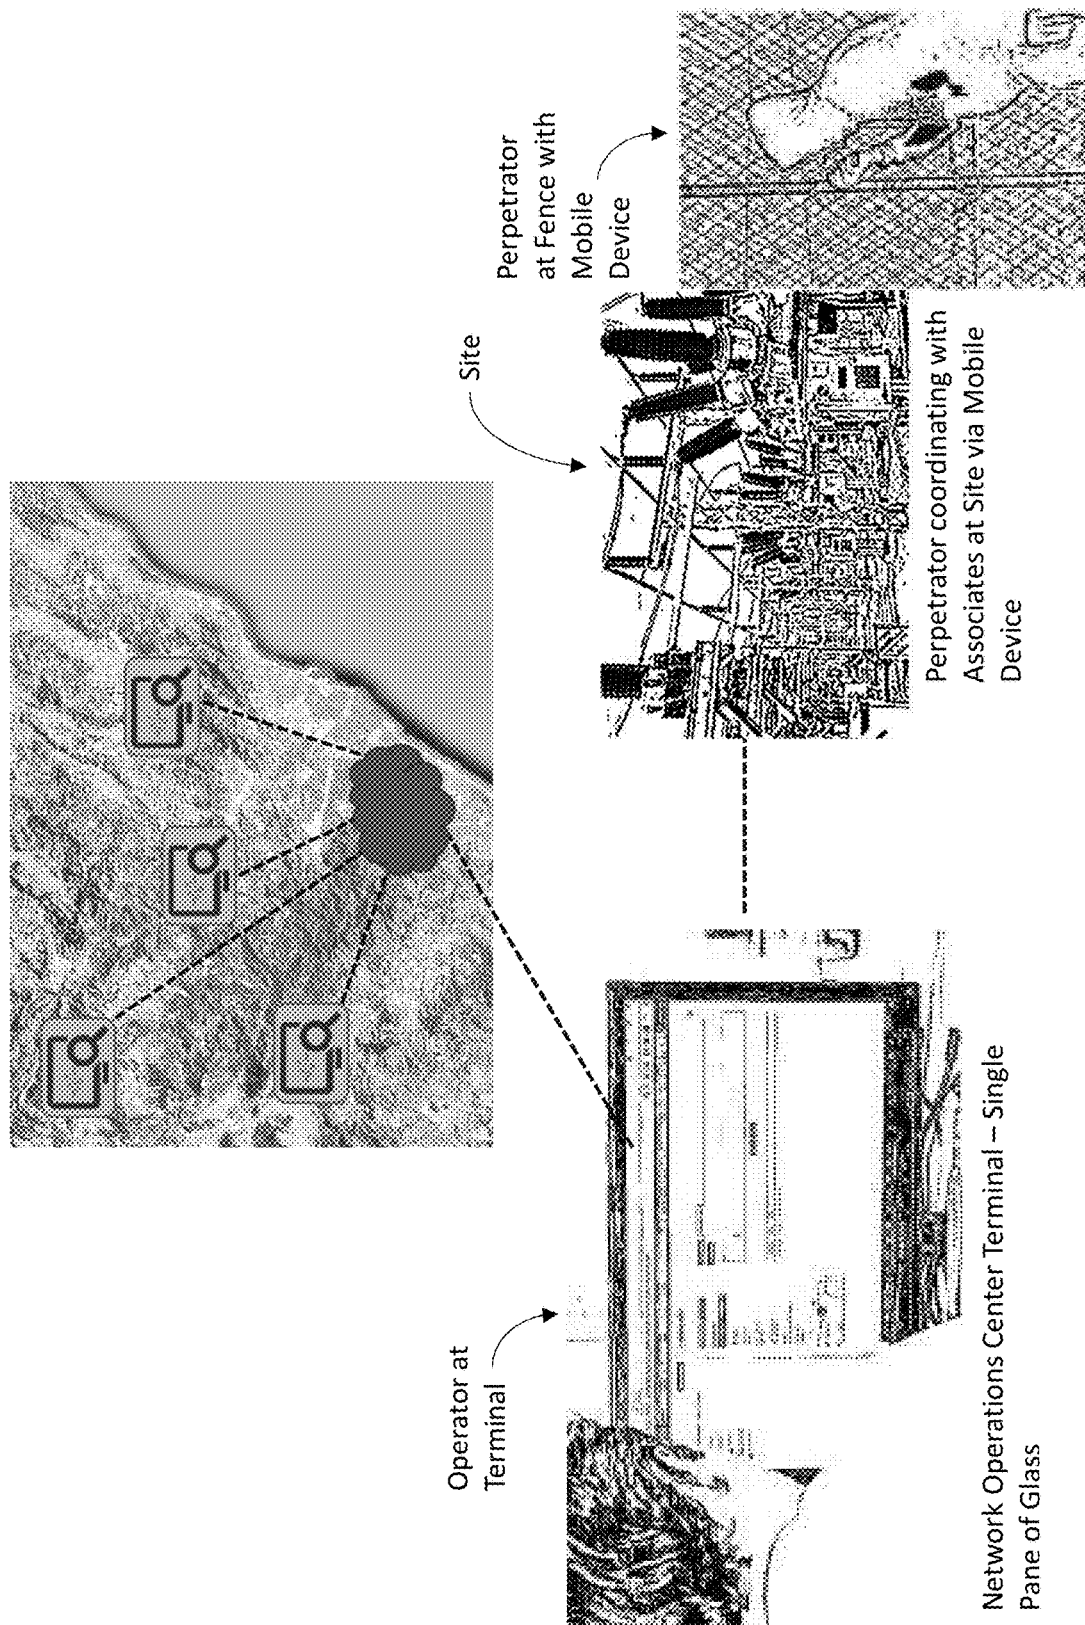 Operator at
Terminal
Network Operations Center Terminal – Single
Pane of Glass
Site
Perpetrator
at Fence with
Mobile
Device
Perpetrator coordinating with
Associates at Site via Mobile
Device